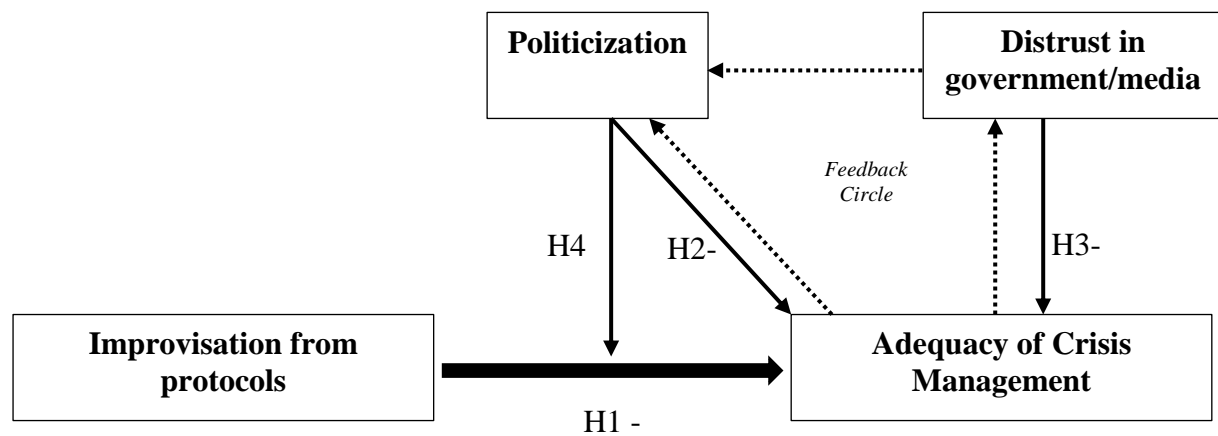 Politicization
Distrust in
government/media
Feedback
Circle
H4
H2-
H3-
Improvisation from
protocols
Adequacy of Crisis
Management
H1 -